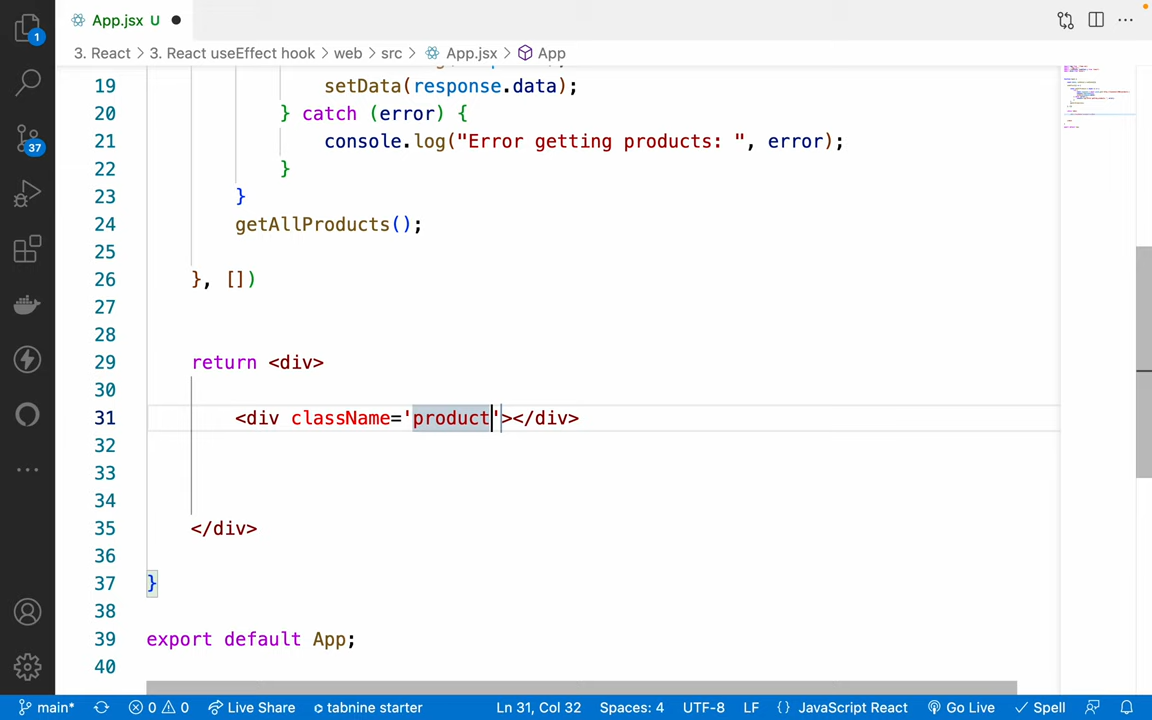 App.jsx U
3. React > 3. React useEffect hook > web > src > App.jsx > App
19 setData(response.data);
20 } catch (error) {
21 console.log("Error getting products: ", error);
22 }
23 }
24 getAllProducts();
25
26 }, [])
27
28
29 return <div>
30
31 <div className='product'></div>
32
33
34
35 </div>
36
37 }
38
39 export default App;
40
1
37
main* 0 0 Live Share tabnine starter Ln 31, Col 32 Spaces: 4 UTF-8 LF {} JavaScript React Go Live Spell